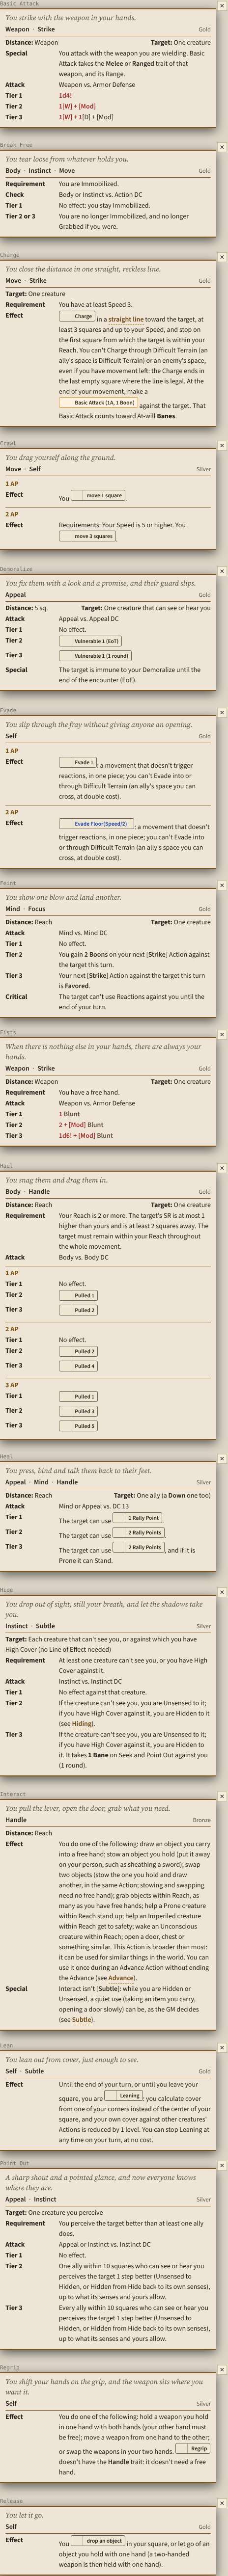 Basic Attack
You strike with the weapon in your hands.
Weapon · Strike Gold
Distance: Weapon Target: One creature
Special You attack with the weapon you are wielding. Basic
Attack takes the Melee or Ranged trait of that
weapon, and its Range.
Attack Weapon vs. Armor Defense
Tier 1 1d4!
Tier 2 1[W] + [Mod]
Tier 3 1[W] + 1[D] + [Mod]
Break Free
You tear loose from whatever holds you.
Body · Instinct · Move Gold
Requirement You are Immobilized.
Check Body or Instinct vs. Action DC
Tier 1 No effect: you stay Immobilized.
Tier 2 or 3 You are no longer Immobilized, and no longer
Grabbed if you were.
Charge
You close the distance in one straight, reckless line.
Move · Strike Gold
Target: One creature
Requirement You have at least Speed 3.
Effect Charge in a straight line toward the target, at
least 3 squares and up to your Speed, and stop on
the first square from which the target is within your
Reach. You can't Charge through Difficult Terrain (an
ally's space is Difficult Terrain) or an enemy's space,
even if you have movement left: the Charge ends in
the last empty square where the line is legal. At the
end of your movement, make a
Basic Attack (1A, 1 Boon) against the target. That
Basic Attack counts toward At-will Banes.
Crawl
You drag yourself along the ground.
Move · Self Silver
1 AP
Effect You move 1 square.
2 AP
Effect Requirements: Your Speed is 5 or higher. You
move 3 squares.
Demoralize
You fix them with a look and a promise, and their guard slips.
Appeal Gold
Distance: 5 sq. Target: One creature that can see or hear you
Attack Appeal vs. Appeal DC
Tier 1 No effect.
Tier 2 Vulnerable 1 (EoT)
Tier 3 Vulnerable 1 (1 round)
Special The target is immune to your Demoralize until the
end of the encounter (EoE).
Evade
You slip through the fray without giving anyone an opening.
Self Gold
1 AP
Effect Evade 1 : a movement that doesn't trigger
reactions, in one piece; you can't Evade into or
through Difficult Terrain (an ally's space you can
cross, at double cost).
2 AP
Effect Evade Floor(Speed/2) : a movement that doesn't
trigger reactions, in one piece; you can't Evade into
or through Difficult Terrain (an ally's space you can
cross, at double cost).
Feint
You show one blow and land another.
Mind · Focus Gold
Distance: Reach Target: One creature
Attack Mind vs. Mind DC
Tier 1 No effect.
Tier 2 You gain 2 Boons on your next [Strike] Action against
the target this turn.
Tier 3 Your next [Strike] Action against the target this turn
is Favored.
Critical The target can't use Reactions against you until the
end of your turn.
Fists
When there is nothing else in your hands, there are always your
hands.
Weapon · Strike Gold
Distance: Weapon Target: One creature
Requirement You have a free hand.
Attack Weapon vs. Armor Defense
Tier 1 1 Blunt
Tier 2 2 + [Mod] Blunt
Tier 3 1d6! + [Mod] Blunt
Haul
You snag them and drag them in.
Body · Handle Gold
Distance: Reach Target: One creature
Requirement Your Reach is 2 or more. The target's SR is at most 1
higher than yours and is at least 2 squares away. The
target must remain within your Reach throughout
the whole movement.
Attack Body vs. Body DC
1 AP
Tier 1 No effect.
Tier 2 Pulled 1
Tier 3 Pulled 2
2 AP
Tier 1 No effect.
Tier 2 Pulled 2
Tier 3 Pulled 4
3 AP
Tier 1 Pulled 1
Tier 2 Pulled 3
Tier 3 Pulled 5
Heal
You press, bind and talk them back to their feet.
Appeal · Mind · Handle Silver
Distance: Reach Target: One ally (a Down one too)
Attack Mind or Appeal vs. DC 13
Tier 1 The target can use 1 Rally Point.
Tier 2 The target can use 2 Rally Points.
Tier 3 The target can use 2 Rally Points, and if it is
Prone it can Stand.
Hide
You drop out of sight, still your breath, and let the shadows take
you.
Instinct · Subtle Silver
Target: Each creature that can't see you, or against which you have
High Cover (no Line of Effect needed)
Requirement At least one creature can't see you, or you have High
Cover against it.
Attack Instinct vs. Instinct DC
Tier 1 No effect against that creature.
Tier 2 If the creature can't see you, you are Unsensed to it;
if you have High Cover against it, you are Hidden to it
(see Hiding).
Tier 3 If the creature can't see you, you are Unsensed to it;
if you have High Cover against it, you are Hidden to
it. It takes 1 Bane on Seek and Point Out against you
(1 round).
Interact
You pull the lever, open the door, grab what you need.
Handle Bronze
Distance: Reach
Effect You do one of the following: draw an object you carry
into a free hand; stow an object you hold (put it away
on your person, such as sheathing a sword); swap
two objects (stow the one you hold and draw
another, in the same Action; stowing and swapping
need no free hand); grab objects within Reach, as
many as you have free hands; help a Prone creature
within Reach stand up; help an Imperiled creature
within Reach get to safety; wake an Unconscious
creature within Reach; open a door, chest or
something similar. This Action is broader than most:
it can be used for similar things in the world. You can
use it once during an Advance Action without ending
the Advance (see Advance).
Special Interact isn't [Subtle]: while you are Hidden or
Unsensed, a quiet use (taking an item you carry,
opening a door slowly) can be, as the GM decides
(see Subtle).
Lean
You lean out from cover, just enough to see.
Self · Subtle Gold
Effect Until the end of your turn, or until you leave your
square, you are Leaning : you calculate cover
from one of your corners instead of the center of your
square, and your own cover against other creatures'
Actions is reduced by 1 level. You can stop Leaning at
any time on your turn, at no cost.
Point Out
A sharp shout and a pointed glance, and now everyone knows
where they are.
Appeal · Instinct Silver
Target: One creature you perceive
Requirement You perceive the target better than at least one ally
does.
Attack Appeal or Instinct vs. Instinct DC
Tier 1 No effect.
Tier 2 One ally within 10 squares who can see or hear you
perceives the target 1 step better (Unsensed to
Hidden, or Hidden from Hide back to its own senses),
up to what its senses and yours allow.
Tier 3 Every ally within 10 squares who can see or hear you
perceives the target 1 step better (Unsensed to
Hidden, or Hidden from Hide back to its own senses),
up to what its senses and yours allow.
Regrip
You shift your hands on the grip, and the weapon sits where you
want it.
Self Silver
Effect You do one of the following: hold a weapon you hold
in one hand with both hands (your other hand must
be free); move a weapon from one hand to the other;
or swap the weapons in your two hands. Regrip
doesn't have the Handle trait: it doesn't need a free
hand.
Release
You let it go.
Self Gold
Effect You drop an object in your square, or let go of an
object you hold with one hand (a two-handed
weapon is then held with one hand).